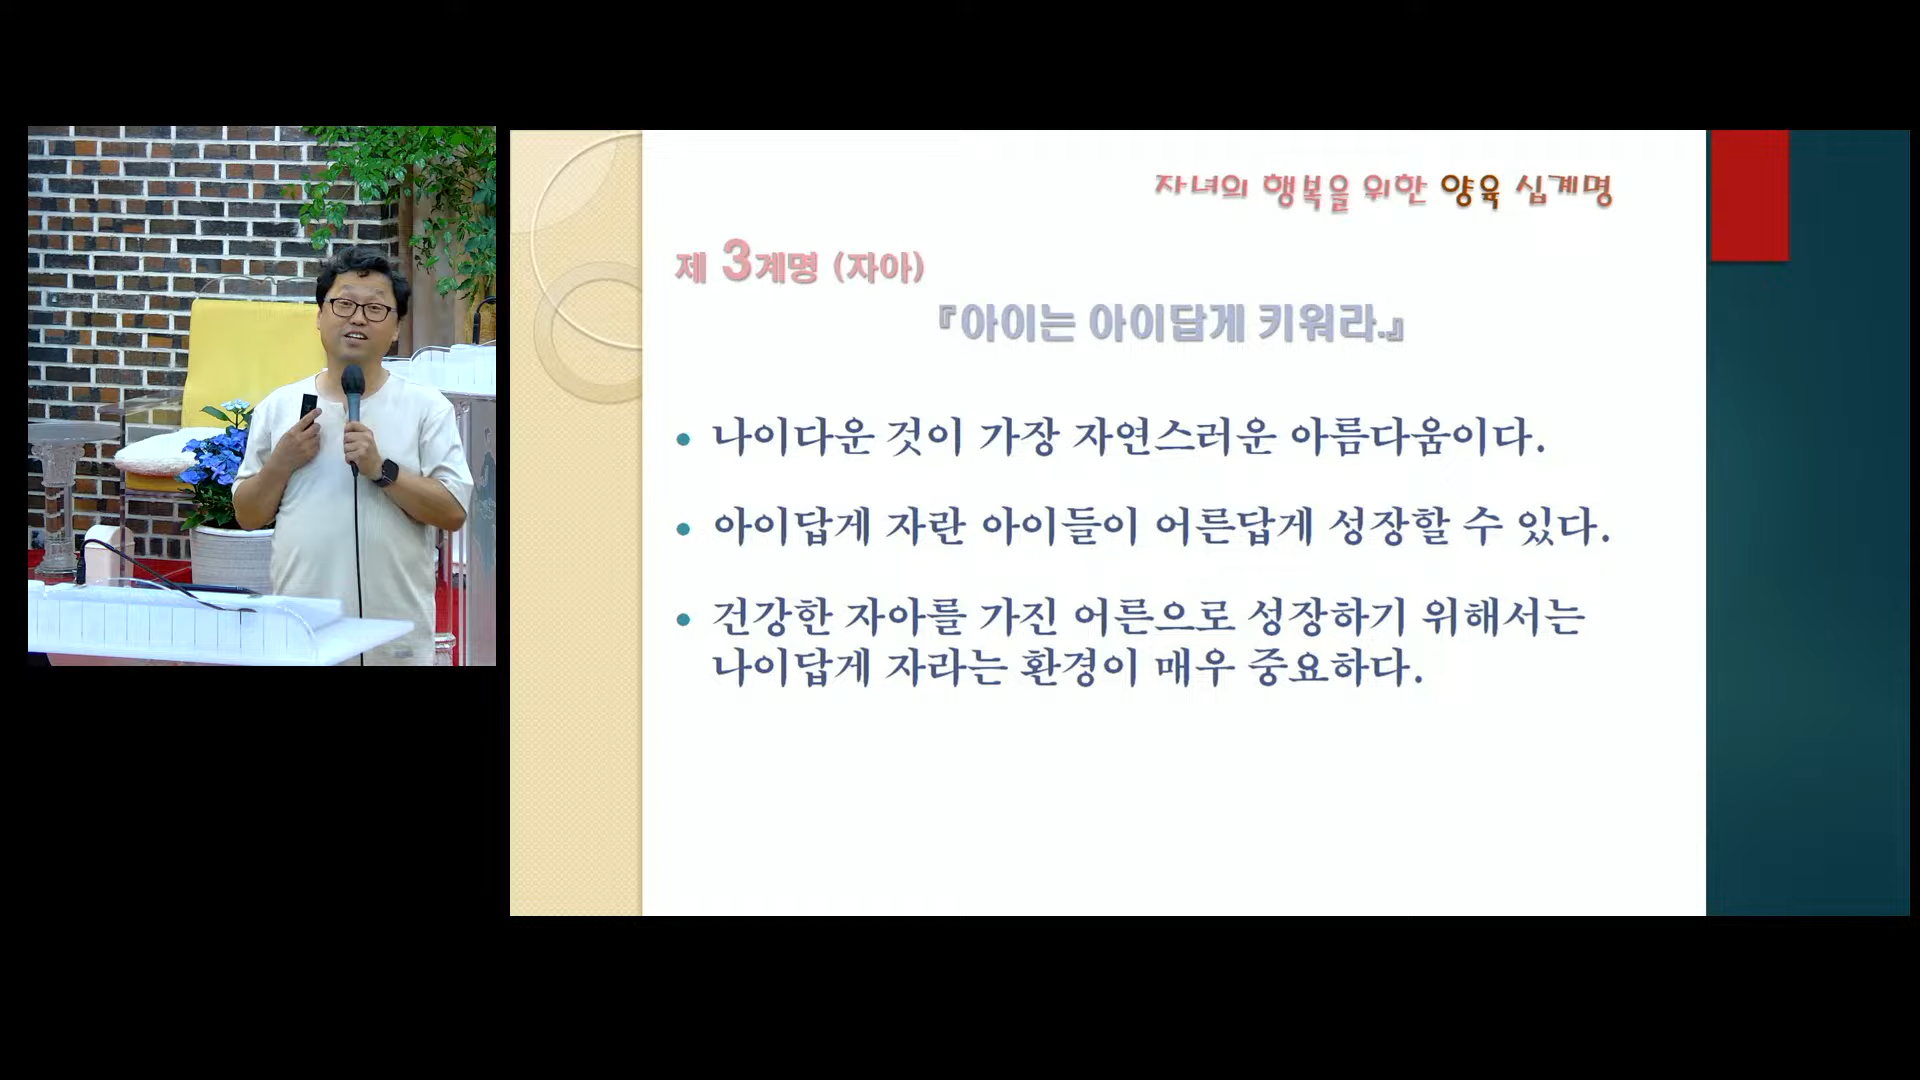 자녀의 행복을 위한 양육 십계명
제 3계명 (자아)
『아이는 아이답게 키워라.』
• 나이다운 것이 가장 자연스러운 아름다움이다.
• 아이답게 자란 아이들이 어른답게 성장할 수 있다.
• 건강한 자아를 가진 어른으로 성장하기 위해서는
나이답게 자라는 환경이 매우 중요하다.